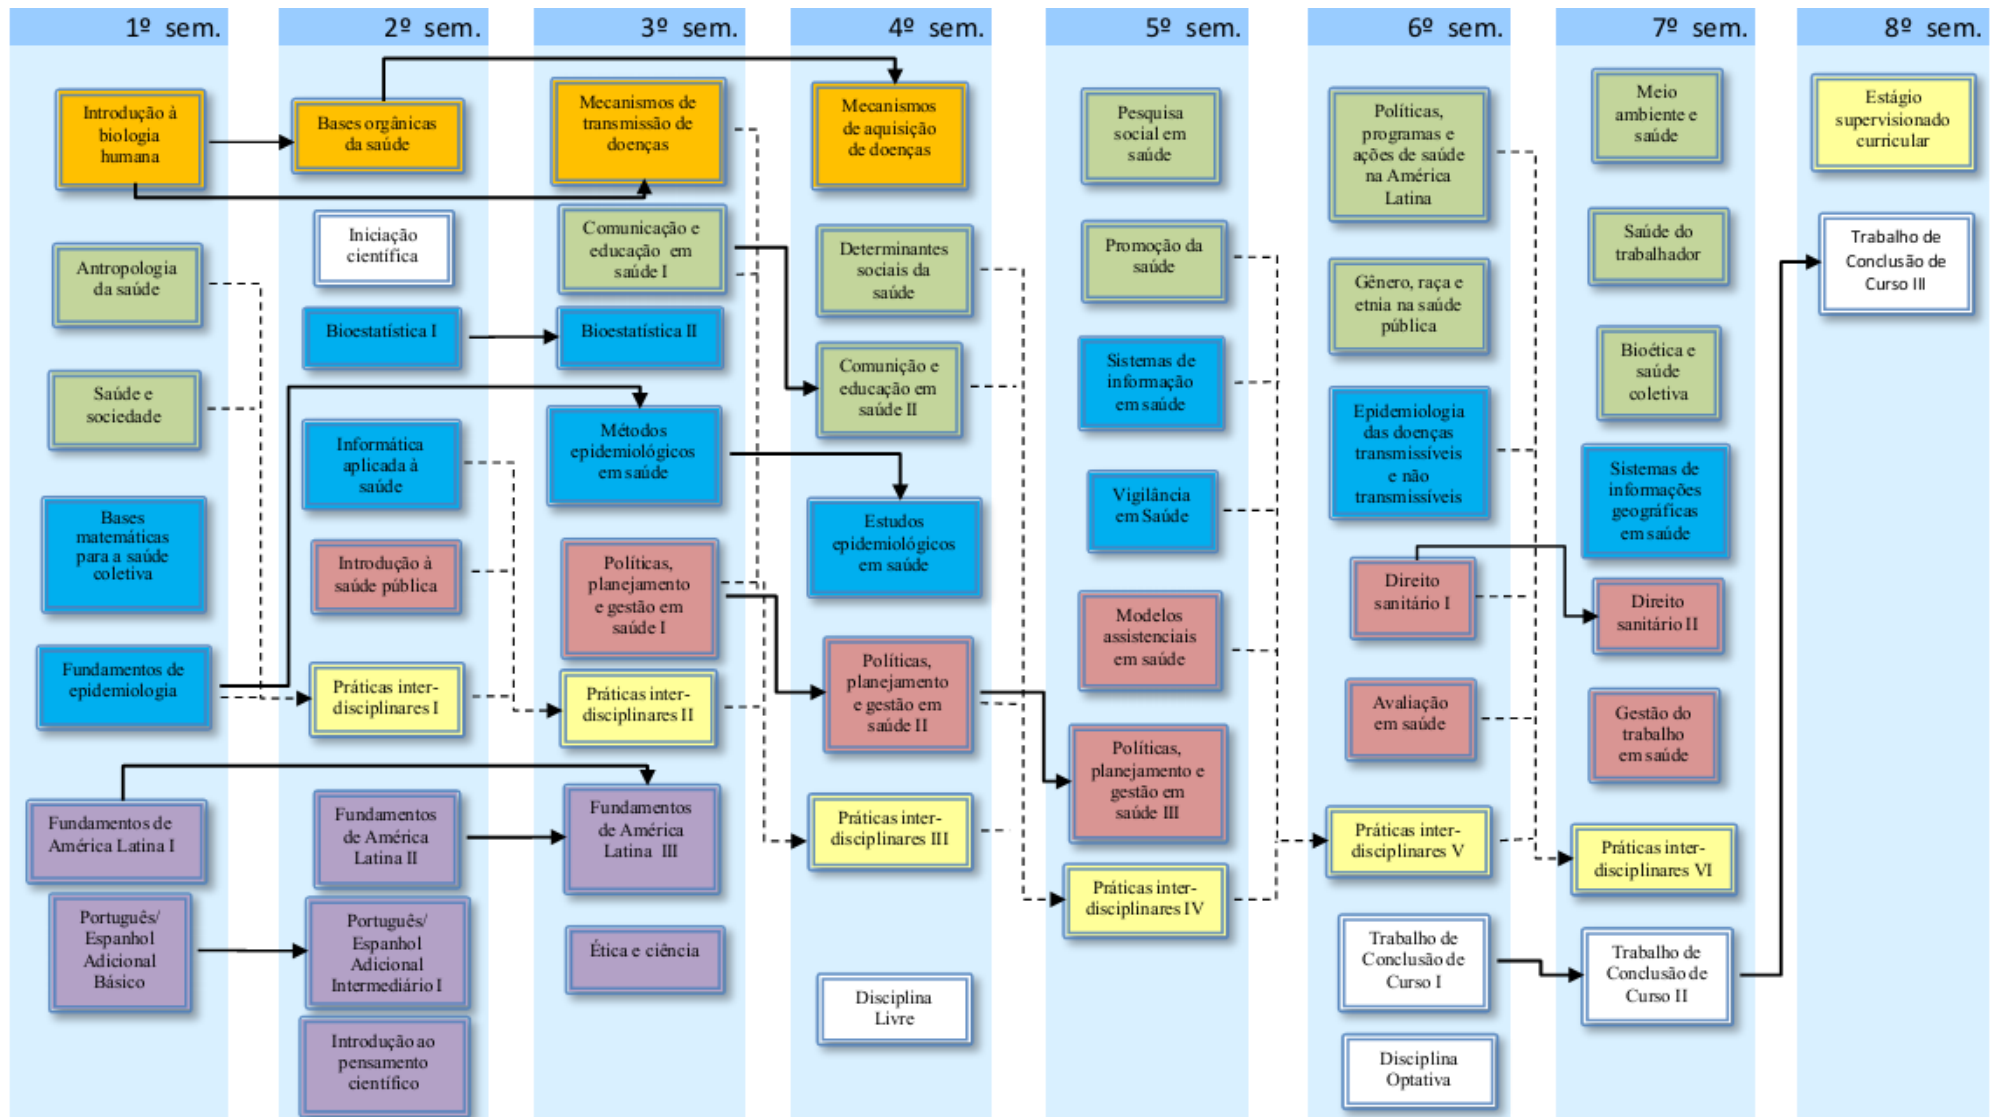 1º sem.
2º sem.
3º sem.
4º sem.
5º sem.
6º sem.
7º sem.
8º sem.
Introdução à
biologia
humana
Antropologia
da saúde
Saúde e
sociedade
Bases
matemáticas
para a saúde
coletiva
Fundamentos de
epidemiologia
Fundamentos de
América Latina I
Português/
Espanhol
Adicional
Básico
Bases orgânicas
da saúde
Iniciação
científica
Bioestatística I
Informática
aplicada à
saúde
Introdução à
saúde pública
Práticas inter-
disciplinares I
Fundamentos
de América
Latina II
Português/
Espanhol
Adicional
Intermediário I
Introdução ao
pensamento
científico
Mecanismos de
transmissão de
doenças
Comunicação e
educação em
saúde I
Bioestatística II
Métodos
epidemiológicos
em saúde
Políticas,
planejamento
e gestão em
saúde I
Práticas inter-
disciplinares II
Fundamentos
de América
Latina III
Ética e ciência
Mecanismos
de aquisição
de doenças
Determinantes
sociais da
saúde
Comunição e
educação em
saúde II
Estudos
epidemiológicos
em saúde
Políticas,
planejamento
e gestão em
saúde II
Práticas inter-
disciplinares III
Disciplina
Livre
Pesquisa
social em
saúde
Promoção da
saúde
Sistemas de
informação
em saúde
Vigilância
em Saúde
Modelos
assistenciais
em saúde
Políticas,
planejamento e
gestão em
saúde III
Práticas inter-
disciplinares IV
Políticas,
programas e
ações de saúde
na América
Latina
Gênero, raça e
etnia na saúde
pública
Epidemiologia
das doenças
transmissíveis
e não
transmissíveis
Direito
sanitário I
Avaliação
em saúde
Práticas inter-
disciplinares V
Trabalho de
Conclusão de
Curso I
Disciplina
Optativa
Meio
ambiente e
saúde
Saúde do
trabalhador
Bioética e
saúde
coletiva
Sistemas de
informações
geográficas
em saúde
Direito
sanitário II
Gestão do
trabalho
em saúde
Práticas inter-
disciplinares VI
Trabalho de
Conclusão de
Curso II
Estágio
supervisionado
curricular
Trabalho de
Conclusão de
Curso III